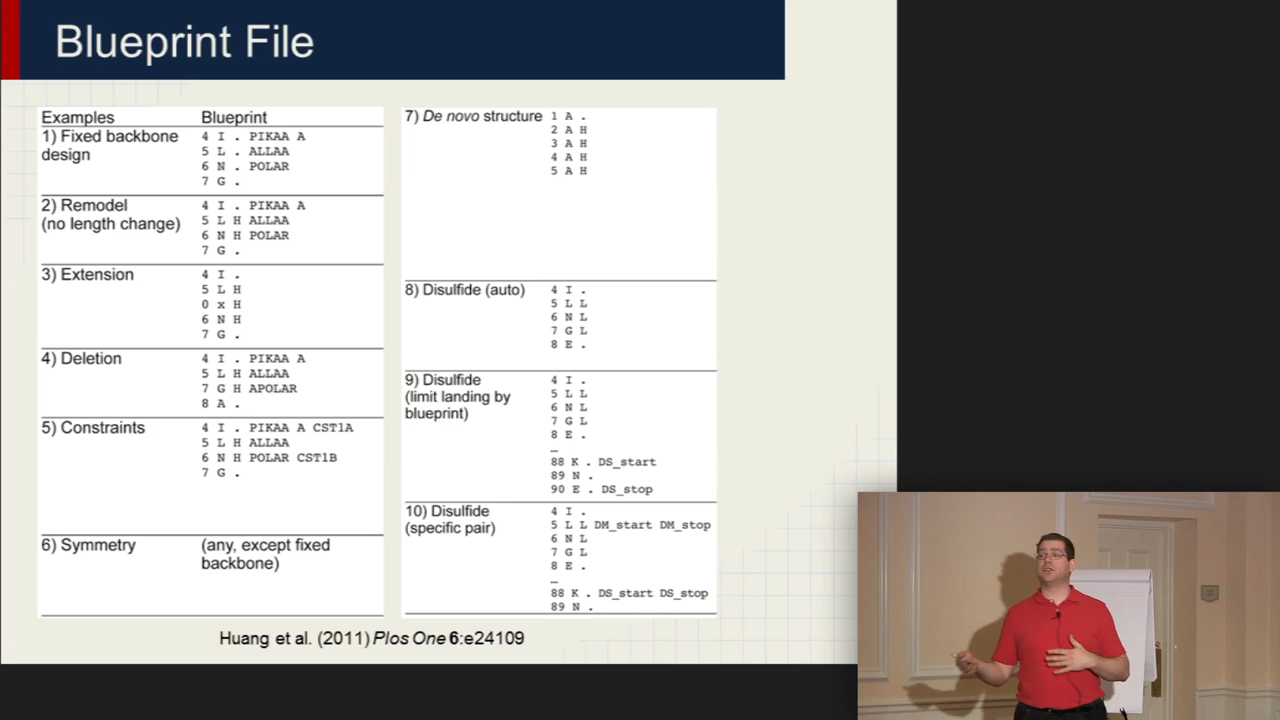 Blueprint File
Examples Blueprint
1) Fixed backbone
design
4 I . PIKAA A
5 L . ALLAA
6 N . POLAR
7 G .
2) Remodel
(no length change)
4 I . PIKAA A
5 L H ALLAA
6 N H POLAR
7 G .
3) Extension
4 I .
5 L H
0 x H
6 N H
7 G .
4) Deletion
4 I . PIKAA A
5 L H ALLAA
7 G H APOLAR
8 A .
5) Constraints
4 I . PIKAA A CST1A
5 L H ALLAA
6 N H POLAR CST1B
7 G .
6) Symmetry
(any, except fixed
backbone)
7) De novo structure
1 A .
2 A H
3 A H
4 A H
5 A H
8) Disulfide (auto)
4 I .
5 L L
6 N L
7 G L
8 E .
9) Disulfide
(limit landing by
blueprint)
4 I .
5 L L
6 N L
7 G L
8 E .
…
88 K . DS_start
89 N .
90 E . DS_stop
10) Disulfide
(specific pair)
4 I .
5 L L DM_start DM_stop
6 N L
7 G L
8 E .
…
88 K . DS_start DS_stop
89 N .
Huang et al. (2011) Plos One 6:e24109